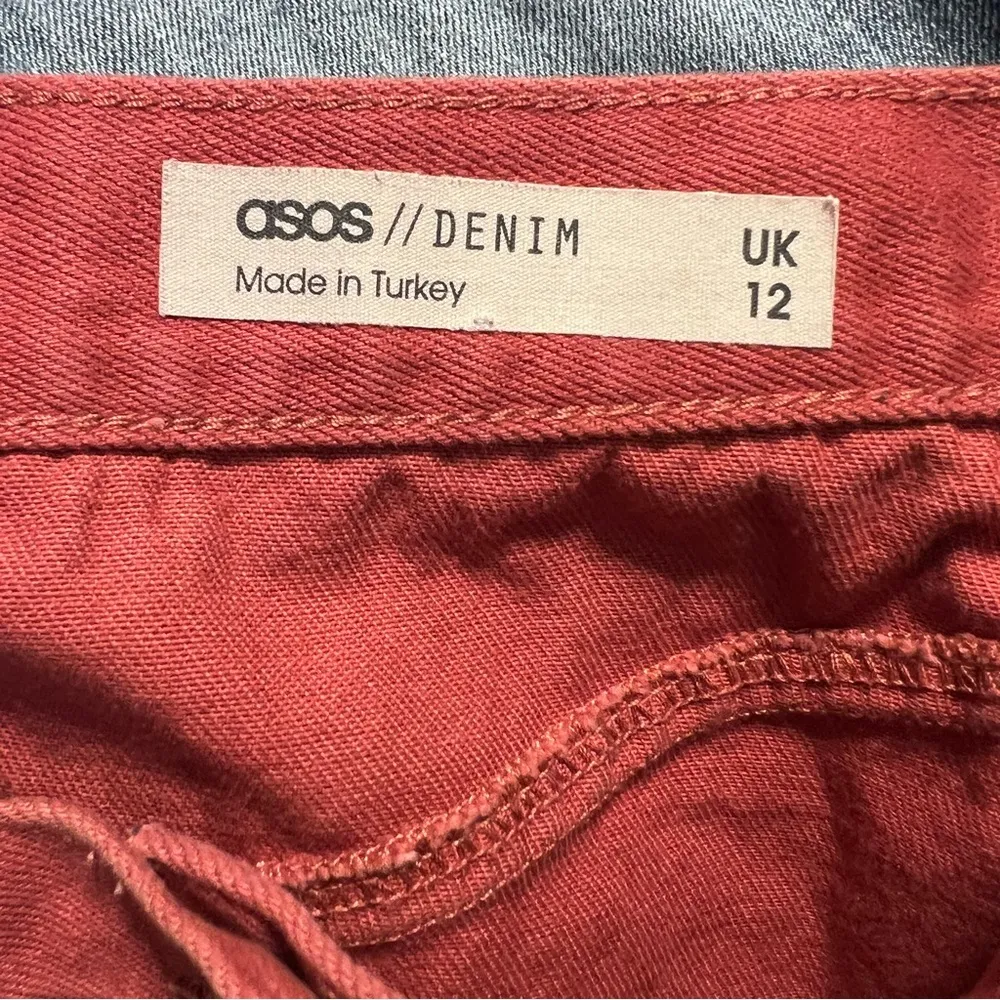 asos // DENIM
Made in Turkey
UK
12